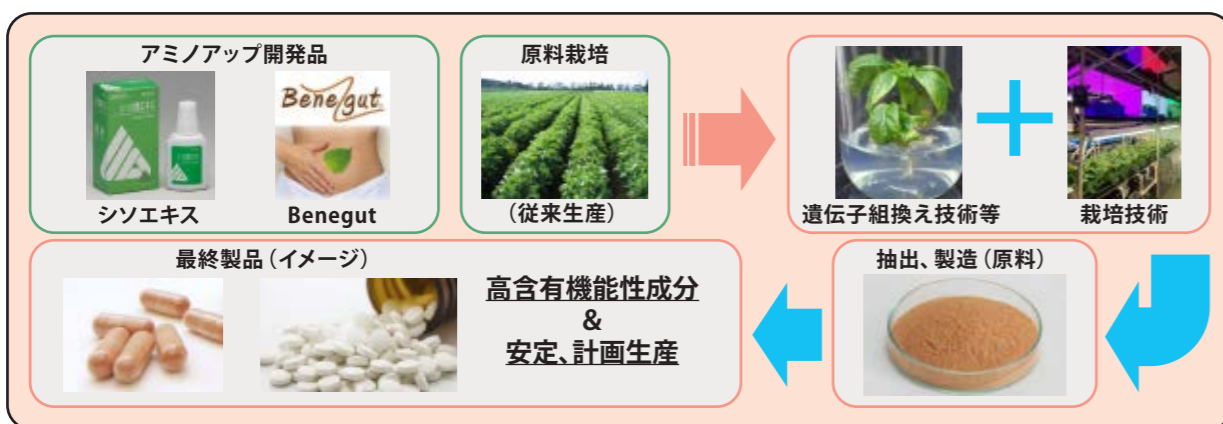 アミノアップ開発品
Benegut
シソエキス
Benegut
原料栽培
(従来生産)
遺伝子組換え技術等
栽培技術
最終製品(イメージ)
高含有機能性成分
&
安定、計画生産
抽出、製造(原料)